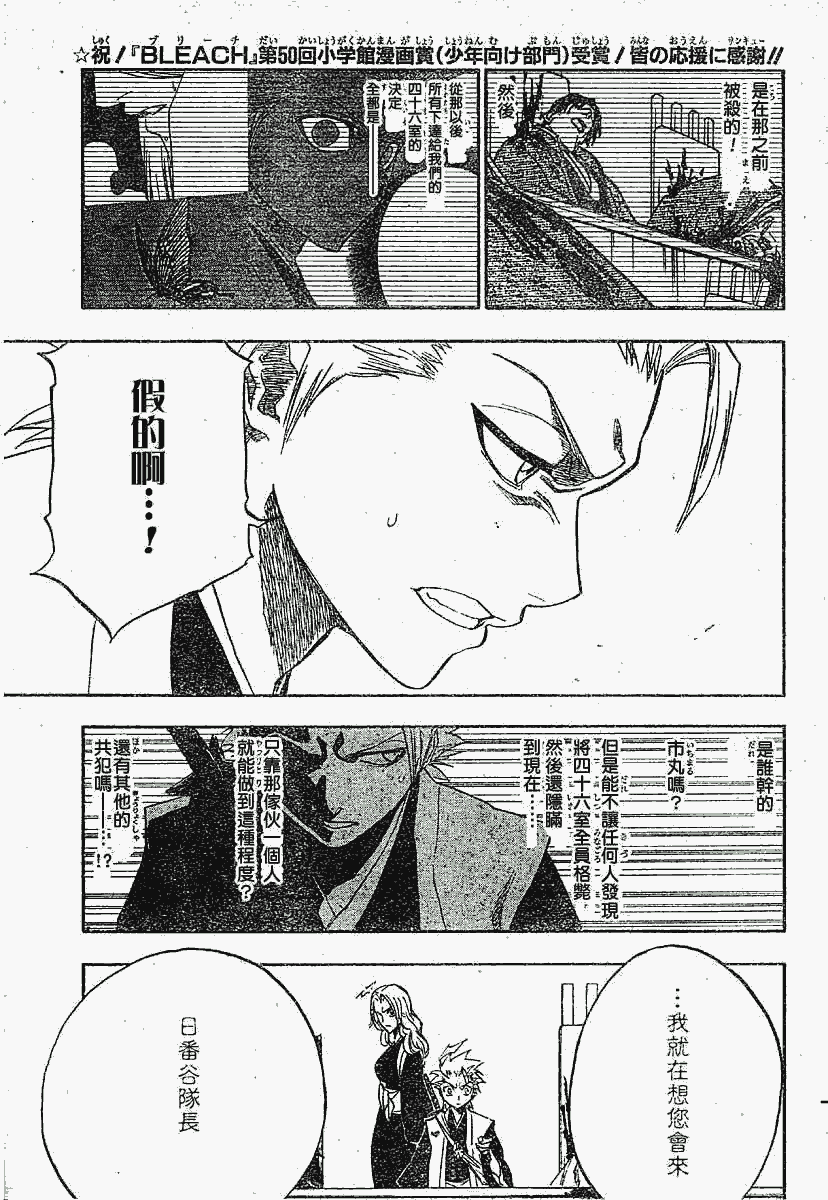 ☆祝！『BLEACH』第50回小学館漫画賞(少年向け部門)受賞！皆の応援に感謝!!
是在那之前
被殺的！
然後
從那以後
所有下達給我們的
四十六室的
決定
全都是——
假的啊…！
是誰幹的
市丸嗎？
但是能不讓任何人發現
將四十六室全員格斃
然後還隱瞞
到現在……
只靠那傢伙一個人
就能做到這種程度？
還有其他的
共犯嗎——!?
…我就在想您會來
日番谷隊長